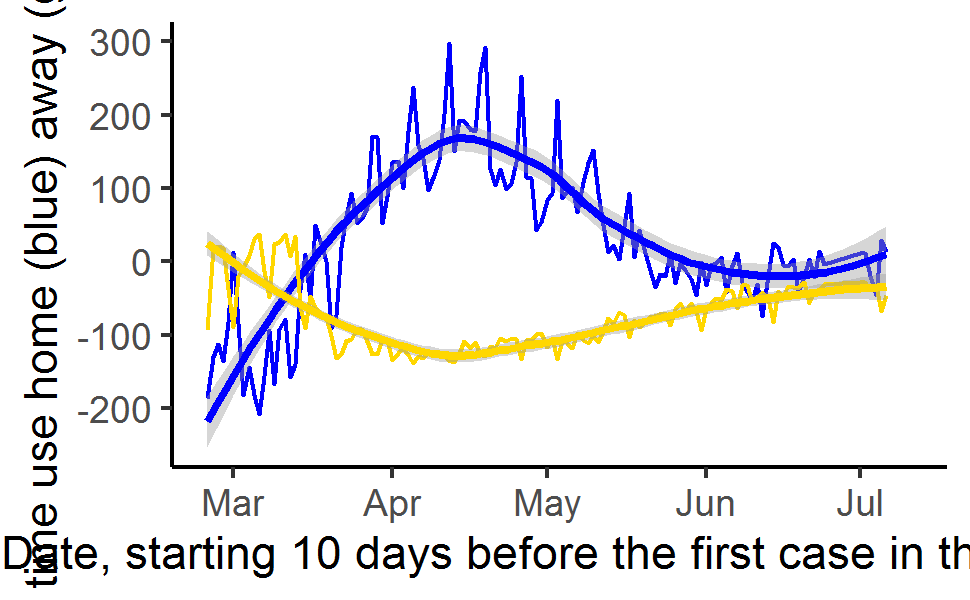 time use home (blue) away (
300
200
100
0
-100
-200
Mar Apr May Jun Jul
Date, starting 10 days before the first case in th